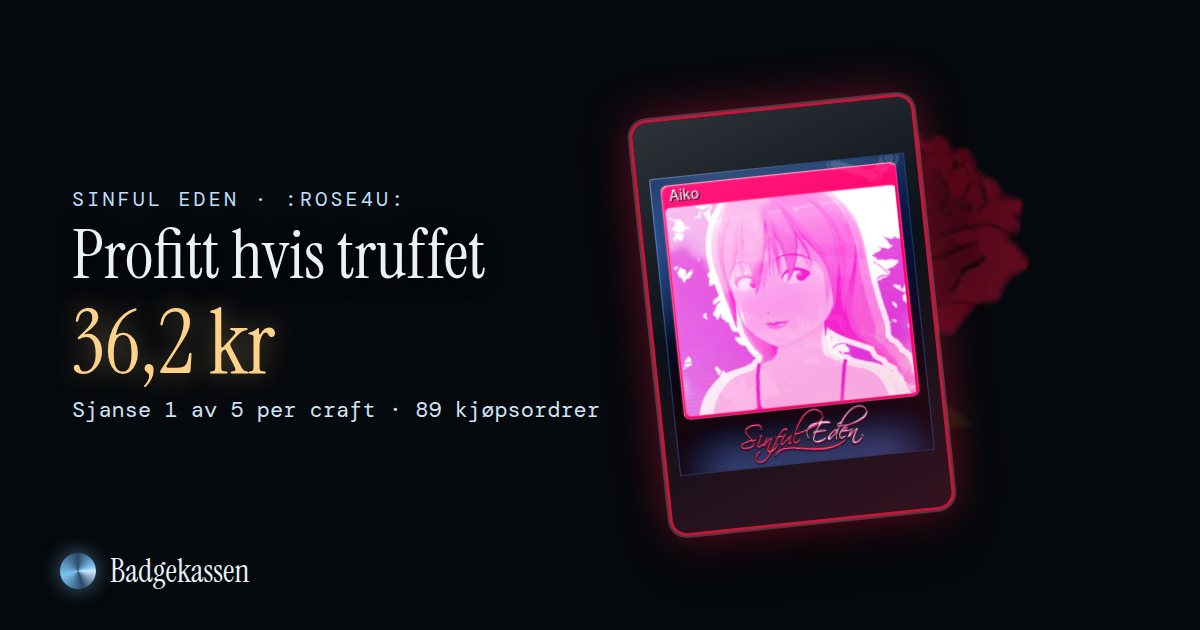 SINFUL EDEN · :ROSE4U:
Profitt hvis truffet
36,2 kr
Sjanse 1 av 5 per craft · 89 kjøpsordrer
Aiko
Sinful Eden
Badgekassen